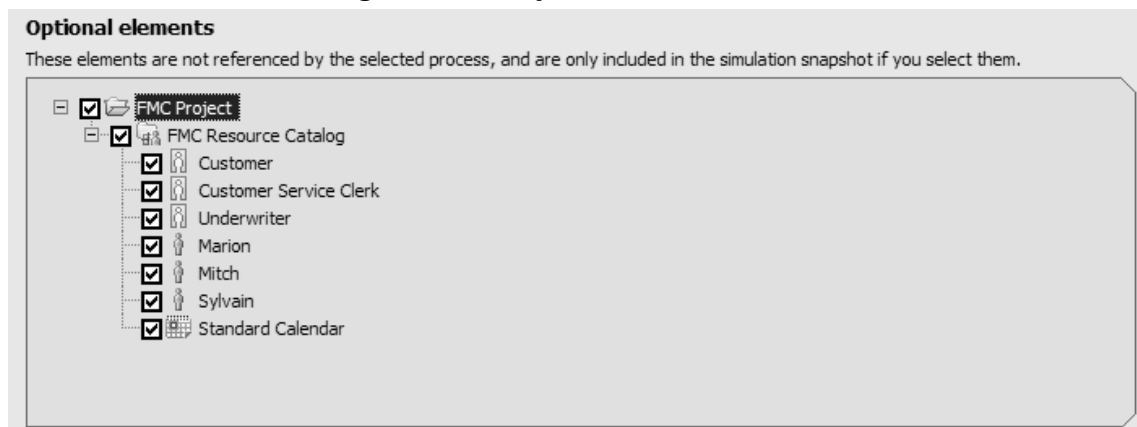 Optional elements
These elements are not referenced by the selected process, and are only included in the simulation snapshot if you select them.
FMC Project
FMC Resource Catalog
Customer
Customer Service Clerk
Underwriter
Marion
Mitch
Sylvain
Standard Calendar